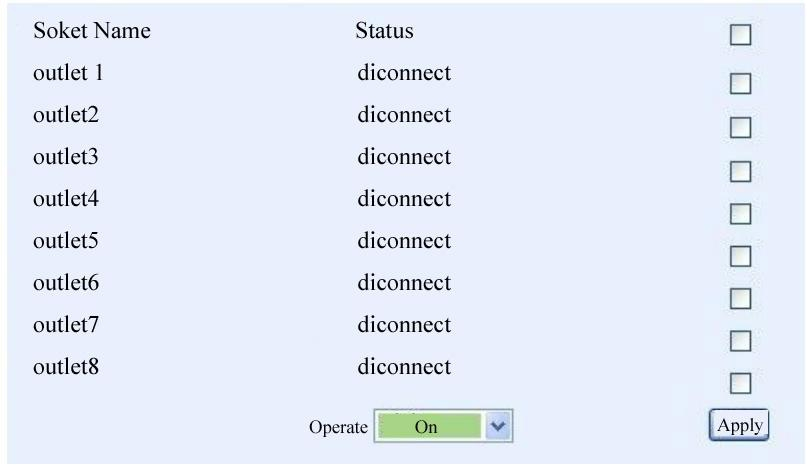 Soket Name Status
outlet 1 diconnect
outlet2 diconnect
outlet3 diconnect
outlet4 diconnect
outlet5 diconnect
outlet6 diconnect
outlet7 diconnect
outlet8 diconnect
Operate On Apply